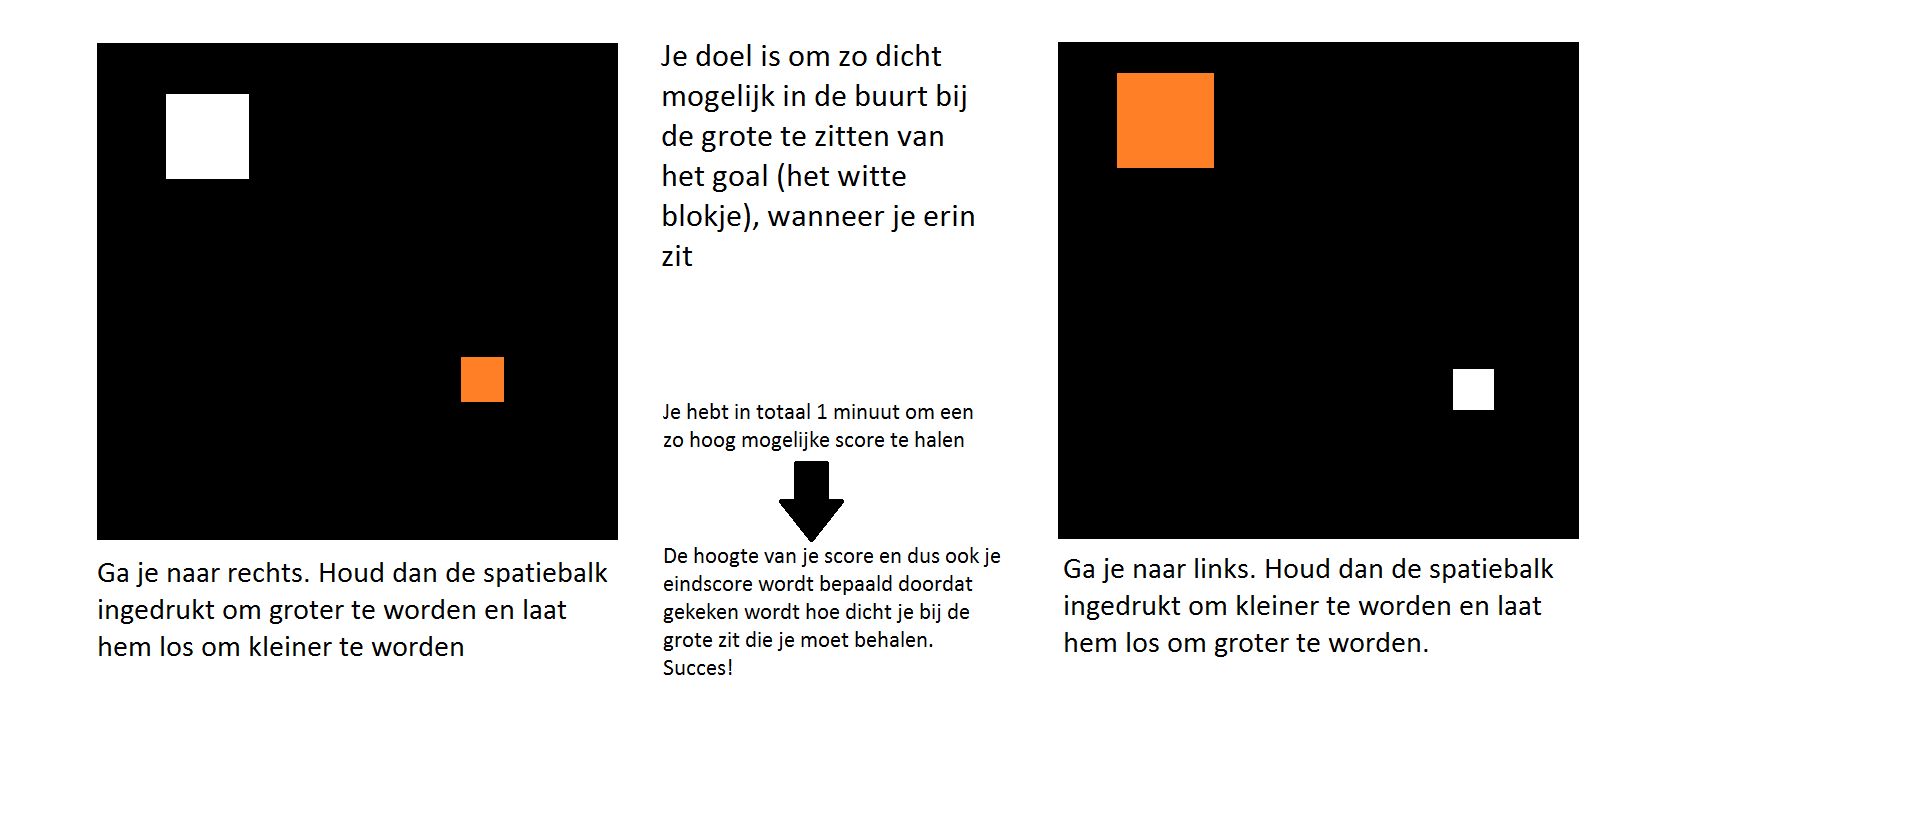 Je doel is om zo dicht
mogelijk in de buurt bij
de grote te zitten van
het goal (het witte
blokje), wanneer je erin
zit
Je hebt in totaal 1 minuut om een
zo hoog mogelijke score te halen
De hoogte van je score en dus ook je
eindscore wordt bepaald doordat
gekeken wordt hoe dicht je bij de
grote zit die je moet behalen.
Succes!
Ga je naar rechts. Houd dan de spatiebalk
ingedrukt om groter te worden en laat
hem los om kleiner te worden
Ga je naar links. Houd dan de spatiebalk
ingedrukt om kleiner te worden en laat
hem los om groter te worden.